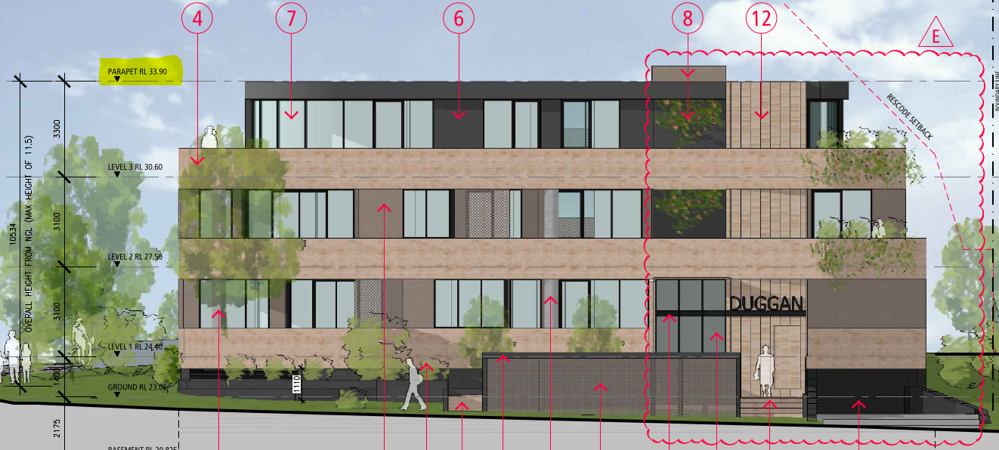 4
7
6
8
12
E
PARAPET RL 33.90
BOUNDARY LINE
RESCODE SETBACK
3300
LEVEL 3 RL 30.60
OVERALL HEIGHT FROM NGL (MAX HEIGHT OF 11.5)
10534
3100
LEVEL 2 RL 27.50
3100
DUGGAN
LEVEL 1 RL 24.40
1400
1110
GROUND RL 23.00
2175
BASEMENT RL 20.825